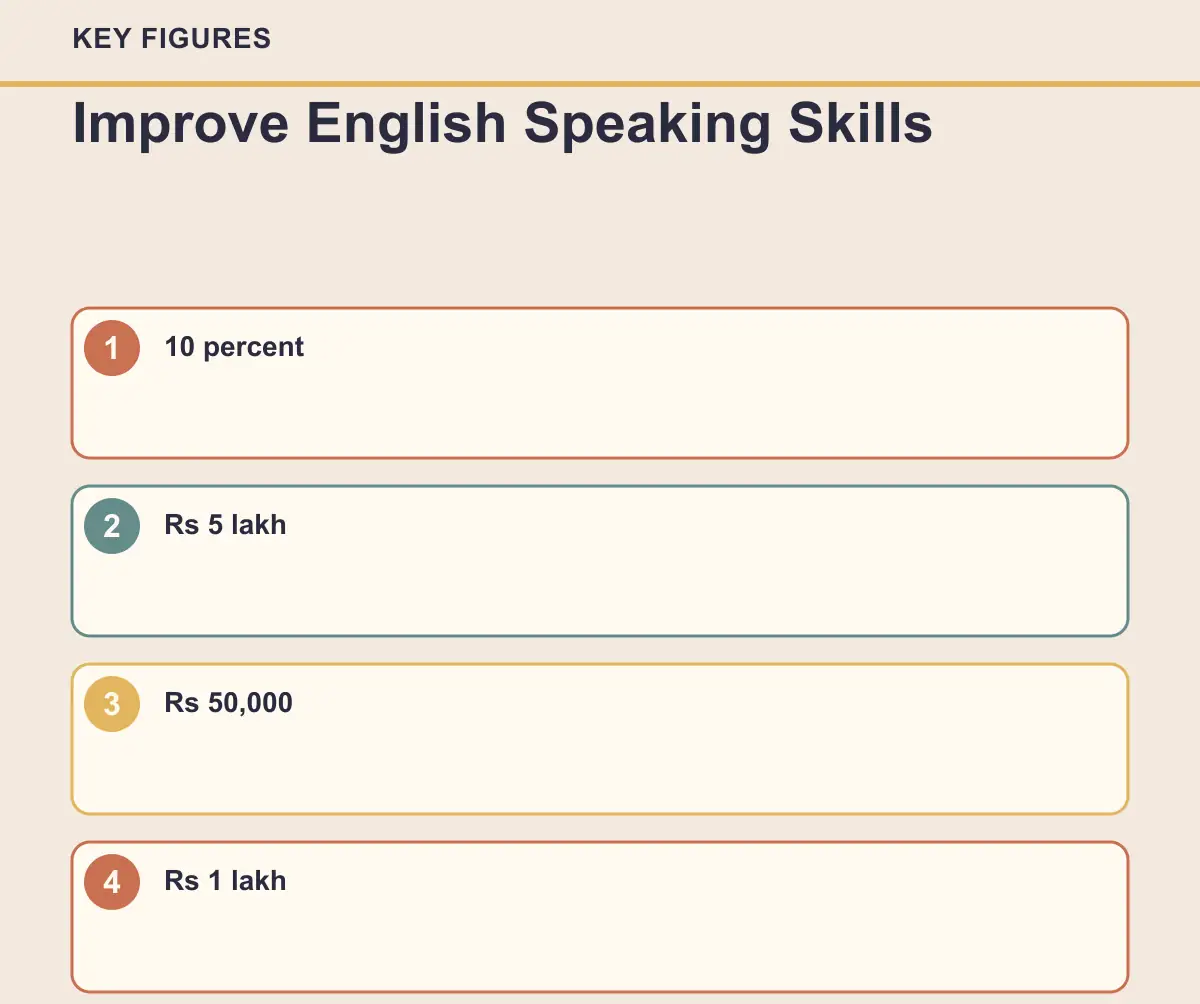 KEY FIGURES
Improve English Speaking Skills
1 10 percent
2 Rs 5 lakh
3 Rs 50,000
4 Rs 1 lakh